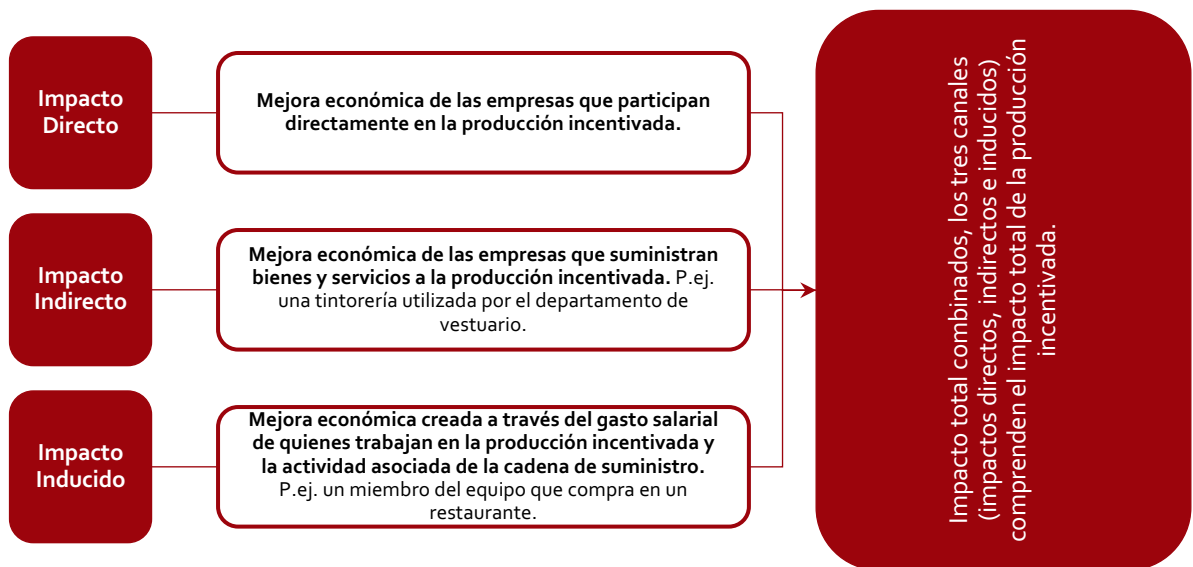 Impacto
Directo
Mejora económica de las empresas que participan
directamente en la producción incentivada.
Impacto
Indirecto
Mejora económica de las empresas que suministran
bienes y servicios a la producción incentivada. P.ej.
una tintorería utilizada por el departamento de
vestuario.
Impacto
Inducido
Mejora económica creada a través del gasto salarial
de quienes trabajan en la producción incentivada y
la actividad asociada de la cadena de suministro.
P.ej. un miembro del equipo que compra en un
restaurante.
Impacto total combinados, los tres canales
(impactos directos, indirectos e inducidos)
comprenden el impacto total de la producción
incentivada.